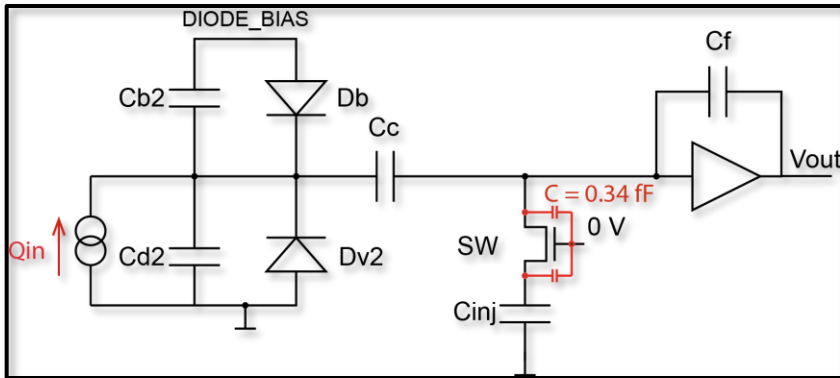 DIODE_BIAS
Cb2
Db
Cc
Cf
Vout
C = 0.34 fF
0 V
SW
Qin
Cd2
Dv2
Cinj